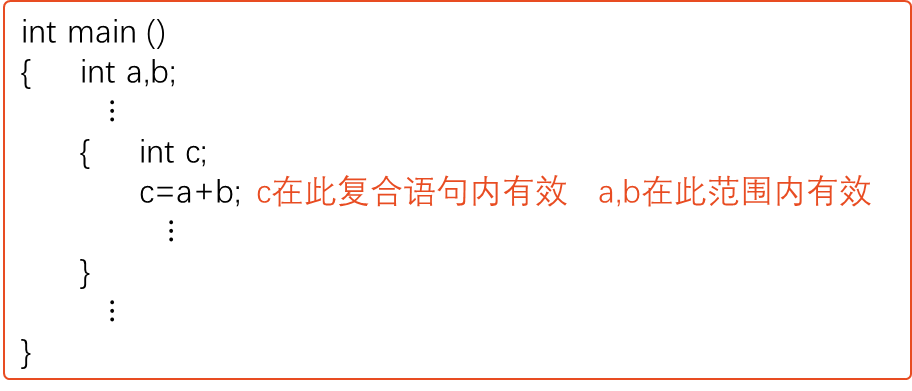 int main ()
{ int a,b;
⋮
{ int c;
c=a+b; c在此复合语句内有效 a,b在此范围内有效
⋮
}
⋮
}